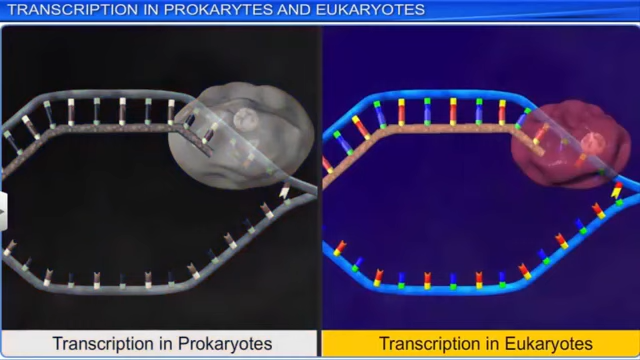 TRANSCRIPTION IN PROKARYTES AND EUKARYOTES
Transcription in Prokaryotes
Transcription in Eukaryotes